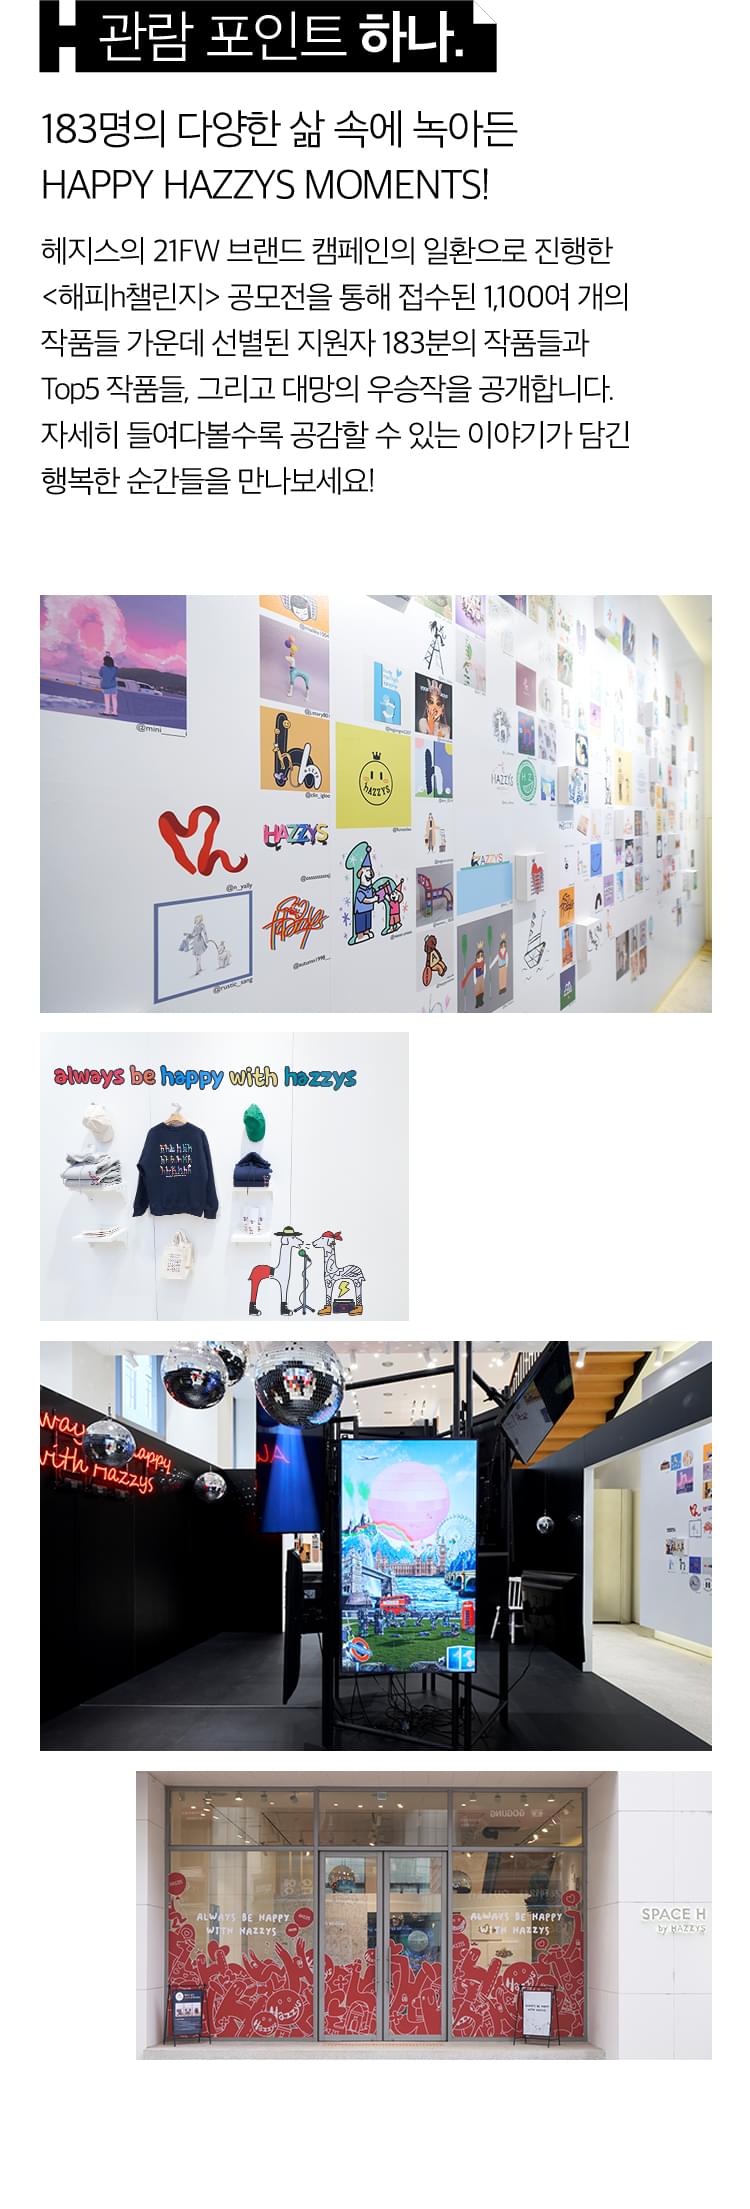 관람 포인트 하나.
183명의 다양한 삶 속에 녹아든
HAPPY HAZZYS MOMENTS!
헤지스의 21FW 브랜드 캠페인의 일환으로 진행한
<해피h챌린지> 공모전을 통해 접수된 1,100여 개의
작품들 가운데 선별된 지원자 183분의 작품들과
Top5 작품들, 그리고 대망의 우승작을 공개합니다.
자세히 들여다볼수록 공감할 수 있는 이야기가 담긴
행복한 순간들을 만나보세요!
@mini
HAZZYS
@n_yally
HAZZYS
@rustic_sang
HAZZYS
always be happy with hazzys
way happy
with Hazzys
GOGUNG
ALWAYS BE HAPPY
WITH HAZZYS
ALWAYS BE HAPPY
WITH HAZZYS
SPACE H
by HAZZYS